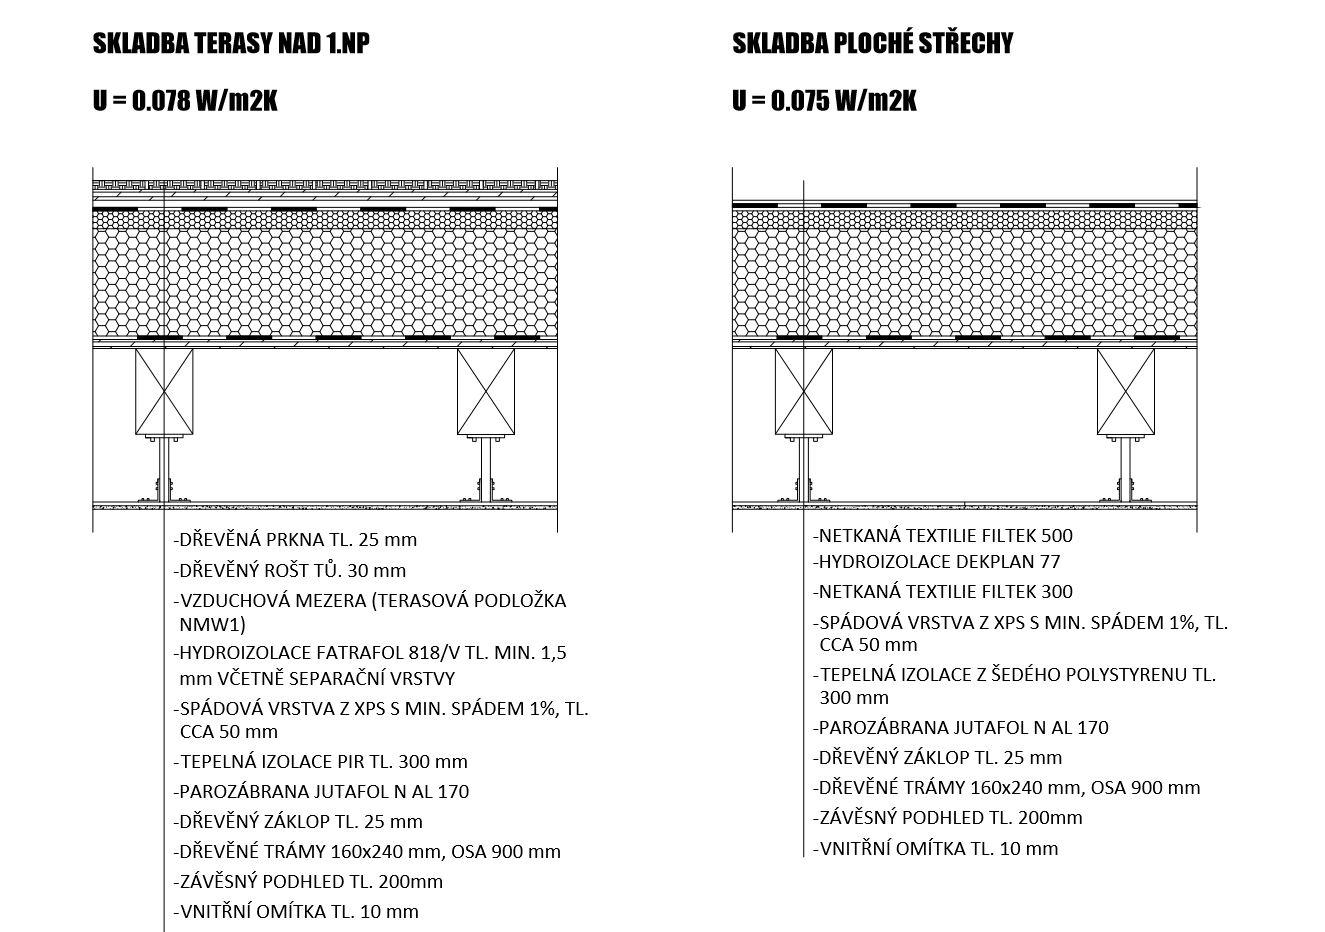 SKLADBA TERASY NAD 1.NP
U = 0.078 W/m2K
-DŘEVĚNÁ PRKNA TL. 25 mm
-DŘEVĚNÝ ROŠT TŮ. 30 mm
-VZDUCHOVÁ MEZERA (TERASOVÁ PODLOŽKA
NMW1)
-HYDROIZOLACE FATRAFOL 818/V TL. MIN. 1,5
mm VČETNĚ SEPARAČNÍ VRSTVY
-SPÁDOVÁ VRSTVA Z XPS S MIN. SPÁDEM 1%, TL.
CCA 50 mm
-TEPELNÁ IZOLACE PIR TL. 300 mm
-PAROZÁBRANA JUTAFOL N AL 170
-DŘEVĚNÝ ZÁKLOP TL. 25 mm
-DŘEVĚNÉ TRÁMY 160x240 mm, OSA 900 mm
-ZÁVĚSNÝ PODHLED TL. 200mm
-VNITŘNÍ OMÍTKA TL. 10 mm
SKLADBA PLOCHÉ STŘECHY
U = 0.075 W/m2K
-NETKANÁ TEXTILIE FILTEK 500
-HYDROIZOLACE DEKPLAN 77
-NETKANÁ TEXTILIE FILTEK 300
-SPÁDOVÁ VRSTVA Z XPS S MIN. SPÁDEM 1%, TL.
CCA 50 mm
-TEPELNÁ IZOLACE Z ŠEDÉHO POLYSTYRENU TL.
300 mm
-PAROZÁBRANA JUTAFOL N AL 170
-DŘEVĚNÝ ZÁKLOP TL. 25 mm
-DŘEVĚNÉ TRÁMY 160x240 mm, OSA 900 mm
-ZÁVĚSNÝ PODHLED TL. 200mm
-VNITŘNÍ OMÍTKA TL. 10 mm